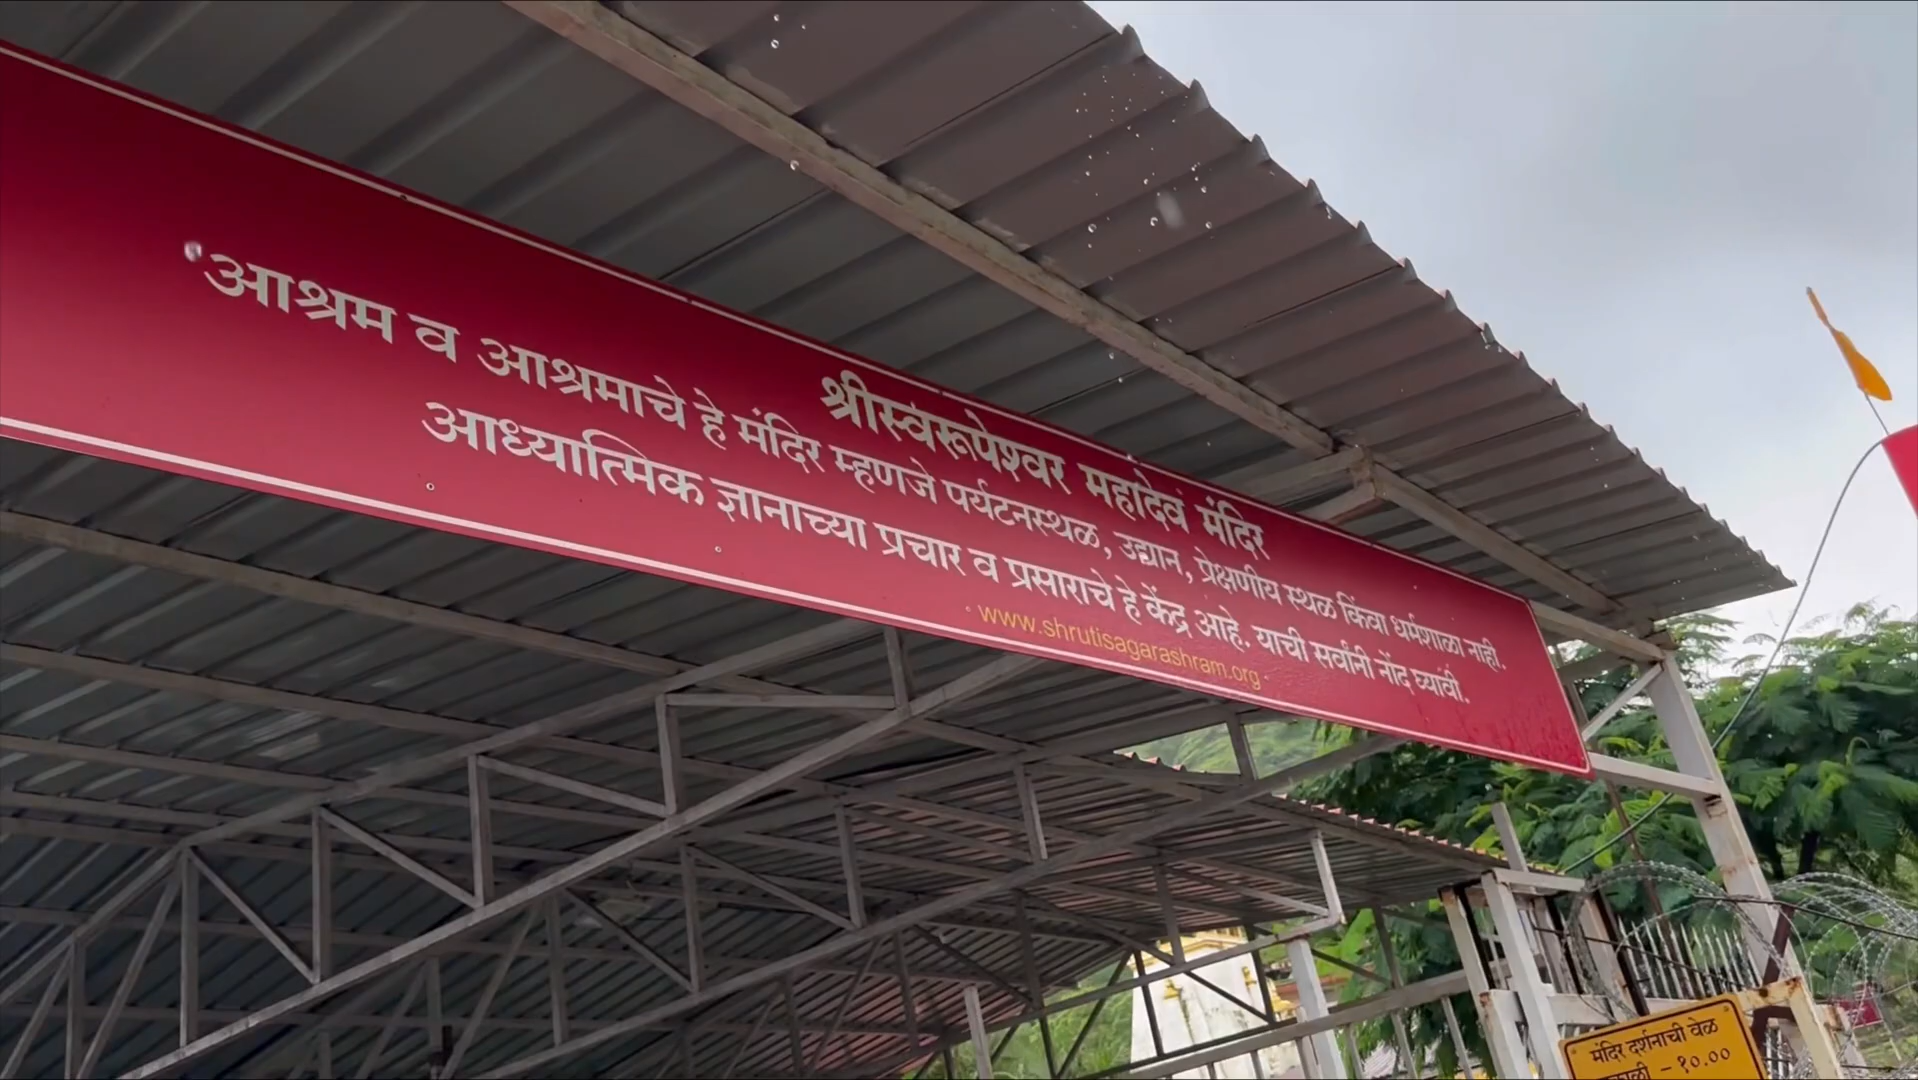 श्रीस्वरूपेश्वर महादेव मंदिर
आश्रम व आश्रमाचे हे मंदिर म्हणजे पर्यटनस्थळ, उद्यान, प्रेक्षणीय स्थळ किंवा धर्मशाळा नाही.
आध्यात्मिक ज्ञानाच्या प्रचार व प्रसाराचे हे केंद्र आहे. याची सर्वांनी नोंद घ्यावी.
www.shrutisagarashram.org
मंदिर दर्शनाची वेळ
- १०.००